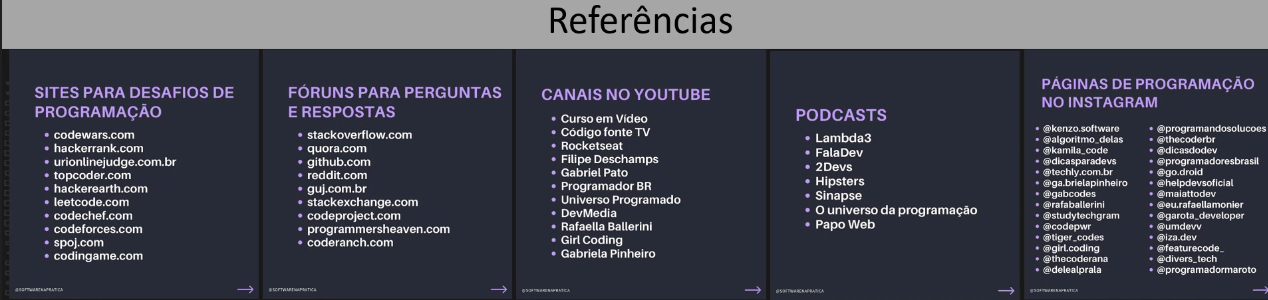 Referências
SITES PARA DESAFIOS DE
PROGRAMAÇÃO
codewars.com
hackerrank.com
urionlinejudge.com.br
topcoder.com
hackerearth.com
leetcode.com
codechef.com
codeforces.com
spoj.com
codingame.com
@SOFTWARENAPRATICA
FÓRUNS PARA PERGUNTAS
E RESPOSTAS
stackoverflow.com
quora.com
github.com
reddit.com
guj.com.br
stackexchange.com
codeproject.com
programmersheaven.com
coderanch.com
@SOFTWARENAPRATICA
CANAIS NO YOUTUBE
Curso em Vídeo
Código fonte TV
Rocketseat
Filipe Deschamps
Gabriel Pato
Programador BR
Universo Programado
DevMedia
Rafaella Ballerini
Girl Coding
Gabriela Pinheiro
@SOFTWARENAPRATICA
PODCASTS
Lambda3
FalaDev
2Devs
Hipsters
Sinapse
O universo da programação
Papo Web
@SOFTWARENAPRATICA
PÁGINAS DE PROGRAMAÇÃO
NO INSTAGRAM
@kenzo.software
@algoritmo_delas
@kamila_code
@dicasparadevs
@techly.com.br
@ga.brielapinheiro
@gabcodes
@rafaballerini
@studytechgram
@codepwr
@tiger_codes
@girl.coding
@thecoderana
@delealprala
@programandosolucoes
@thecoderbr
@dicasdodev
@programadoresbrasil
@go.droid
@helpdevsoficial
@maiattodev
@eu.rafaellamonier
@garota_developer
@umdevv
@iza.dev
@featurecode_
@divers_tech
@programadormaroto
@SOFTWARENAPRATICA